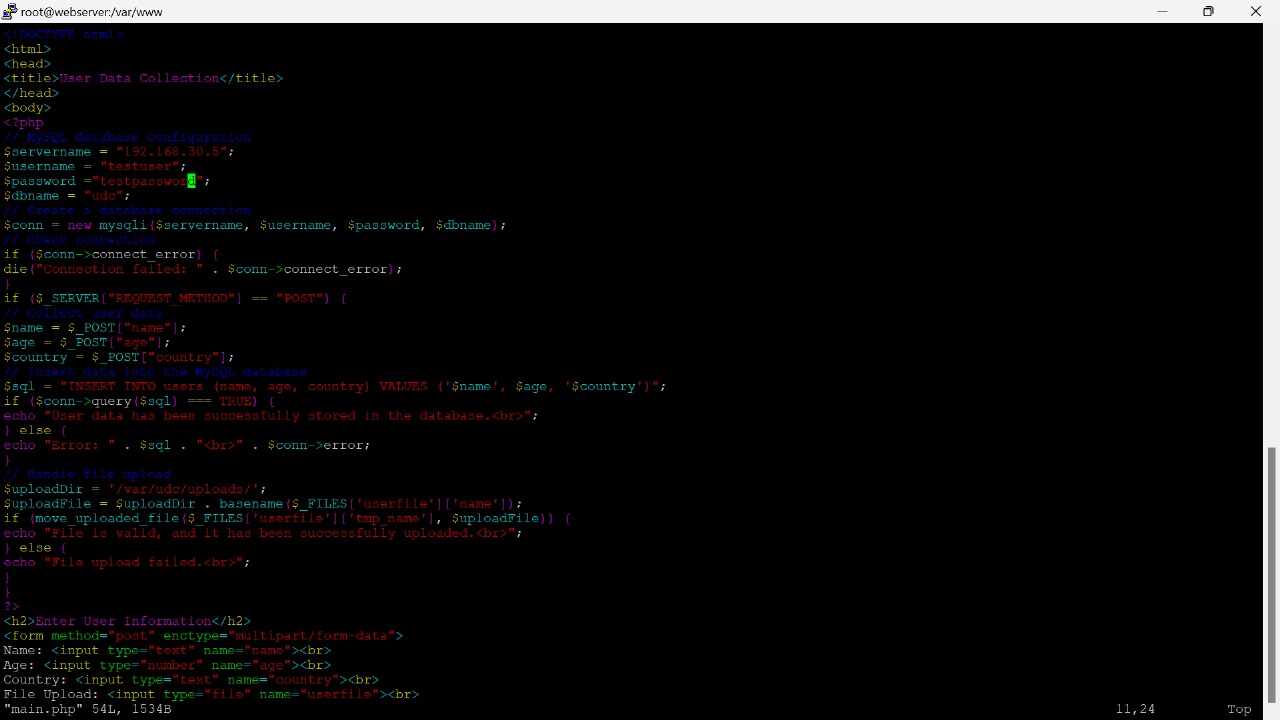 root@webserver:/var/www
<!DOCTYPE html>
<html>
<head>
<title>User Data Collection</title>
</head>
<body>
<?php
// MySQL database configuration
$servername = "192.168.30.5";
$username = "testuser";
$password ="testpassword";
$dbname = "udc";
// Create a database connection
$conn = new mysqli($servername, $username, $password, $dbname);
// Check connection
if ($conn->connect_error) {
die("Connection failed: " . $conn->connect_error);
}
if ($_SERVER["REQUEST_METHOD"] == "POST") {
// Collect user data
$name = $_POST["name"];
$age = $_POST["age"];
$country = $_POST["country"];
// Insert data into the MySQL database
$sql = "INSERT INTO users (name, age, country) VALUES ('$name', $age, '$country')";
if ($conn->query($sql) === TRUE) {
echo "User data has been successfully stored in the database.<br>";
} else {
echo "Error: " . $sql . "<br>" . $conn->error;
}
// Handle file upload
$uploadDir = '/var/udc/uploads/';
$uploadFile = $uploadDir . basename($_FILES['userfile']['name']);
if (move_uploaded_file($_FILES['userfile']['tmp_name'], $uploadFile)) {
echo "File is valid, and it has been successfully uploaded.<br>";
} else {
echo "File upload failed.<br>";
}
}
?>
<h2>Enter User Information</h2>
<form method="post" enctype="multipart/form-data">
Name: <input type="text" name="name"><br>
Age: <input type="number" name="age"><br>
Country: <input type="text" name="country"><br>
File Upload: <input type="file" name="userfile"><br>
"main.php" 54L, 1534B 11,24 Top